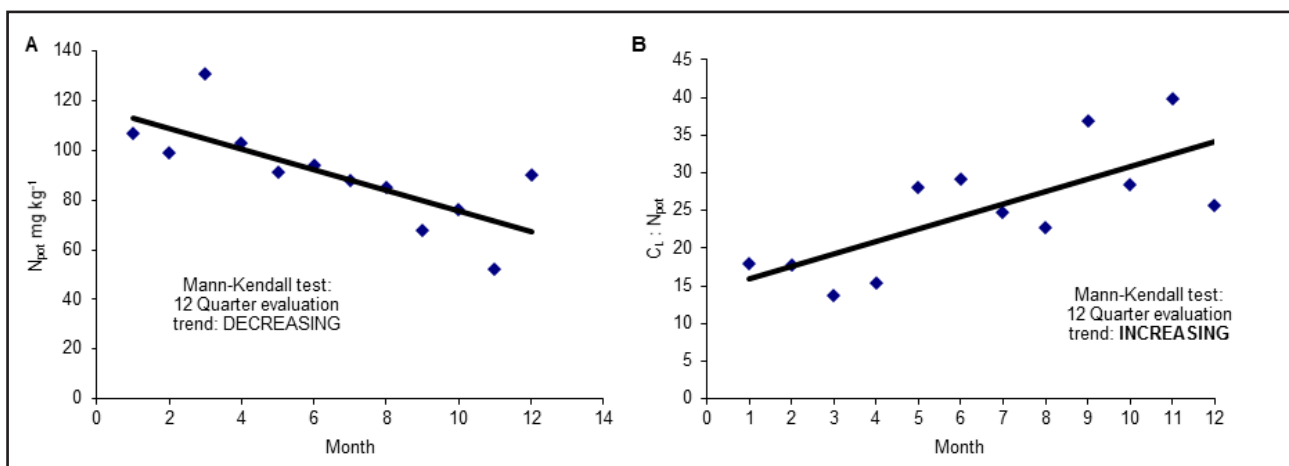 A
140
120
100
80
60
40
20
0
N_pot mg kg⁻¹
0 2 4 6 8 10 12 14
Month
Mann-Kendall test:
12 Quarter evaluation
trend: DECREASING
B
45
40
35
30
25
20
15
10
5
0
C_L : N_pot
0 1 2 3 4 5 6 7 8 9 10 11 12
Month
Mann-Kendall test:
12 Quarter evaluation
trend: INCREASING